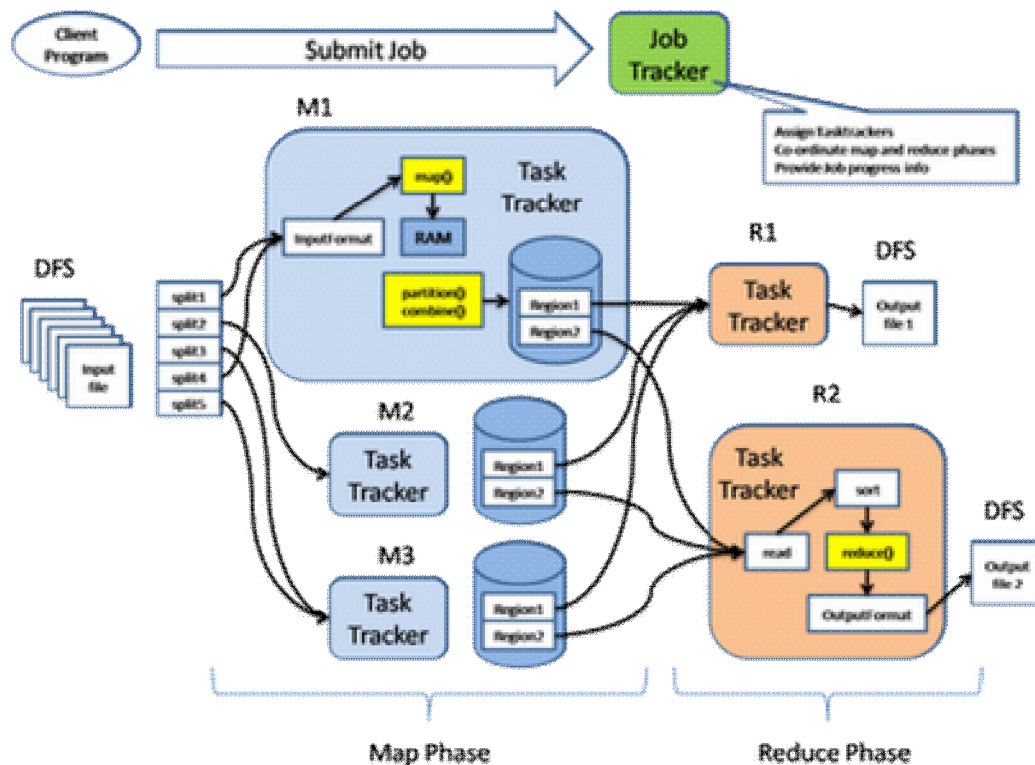 Client
Program
Submit Job
Job
Tracker
Assign Tasktrackers
Co-ordinate map and reduce phases
Provide Job progress info
M1
Task
Tracker
map()
InputFormat
RAM
partition()
combine()
Region1
Region2
DFS
Input
file
split1
split2
split3
split4
split5
M2
Task
Tracker
Region1
Region2
M3
Task
Tracker
Region1
Region2
R1
Task
Tracker
DFS
Output
file 1
R2
Task
Tracker
sort
read
reduce()
OutputFormat
DFS
Output
file 2
Map Phase
Reduce Phase